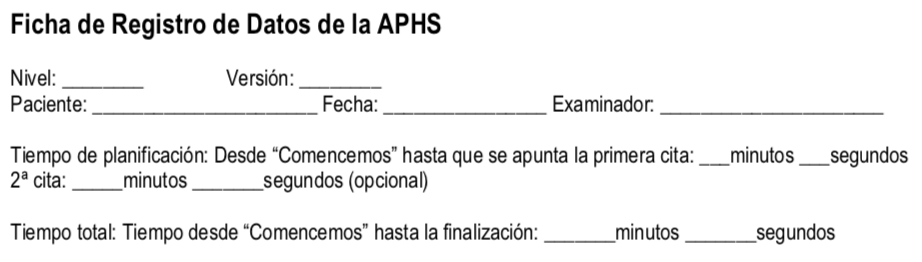 Ficha de Registro de Datos de la APHS
Nivel: ________ Versión: ________
Paciente: ______________________ Fecha: ________________ Examinador: ______________________
Tiempo de planificación: Desde “Comencemos” hasta que se apunta la primera cita: ___minutos ___segundos
2ª cita: _____minutos _______segundos (opcional)
Tiempo total: Tiempo desde “Comencemos” hasta la finalización: _______minutos _______segundos